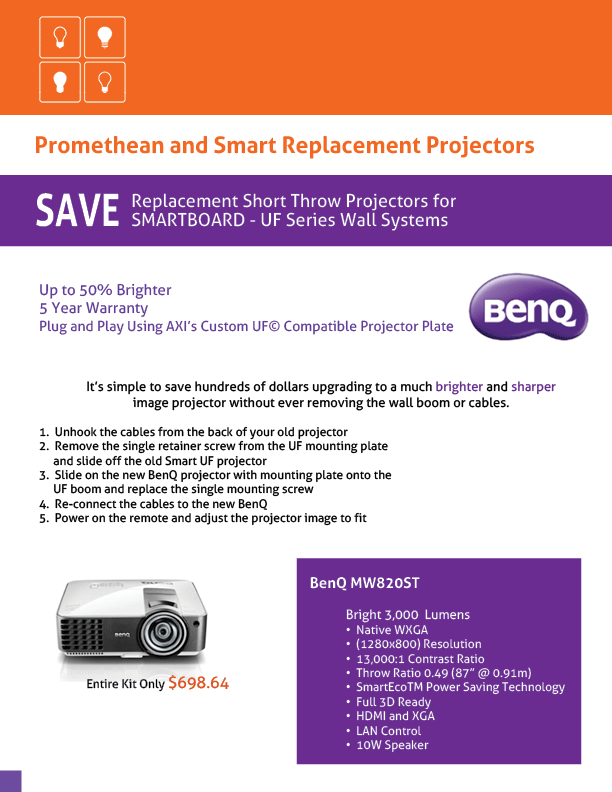 Promethean and Smart Replacement Projectors
SAVE
Replacement Short Throw Projectors for
SMARTBOARD - UF Series Wall Systems
Up to 50% Brighter
5 Year Warranty
Plug and Play Using AXI’s Custom UF© Compatible Projector Plate
BenQ
It’s simple to save hundreds of dollars upgrading to a much brighter and sharper
image projector without ever removing the wall boom or cables.
1. Unhook the cables from the back of your old projector
2. Remove the single retainer screw from the UF mounting plate
and slide off the old Smart UF projector
3. Slide on the new BenQ projector with mounting plate onto the
UF boom and replace the single mounting screw
4. Re-connect the cables to the new BenQ
5. Power on the remote and adjust the projector image to fit
BenQ
Entire Kit Only $698.64
BenQ MW820ST
Bright 3,000 Lumens
• Native WXGA
• (1280x800) Resolution
• 13,000:1 Contrast Ratio
• Throw Ratio 0.49 (87” @ 0.91m)
• SmartEcoTM Power Saving Technology
• Full 3D Ready
• HDMI and XGA
• LAN Control
• 10W Speaker